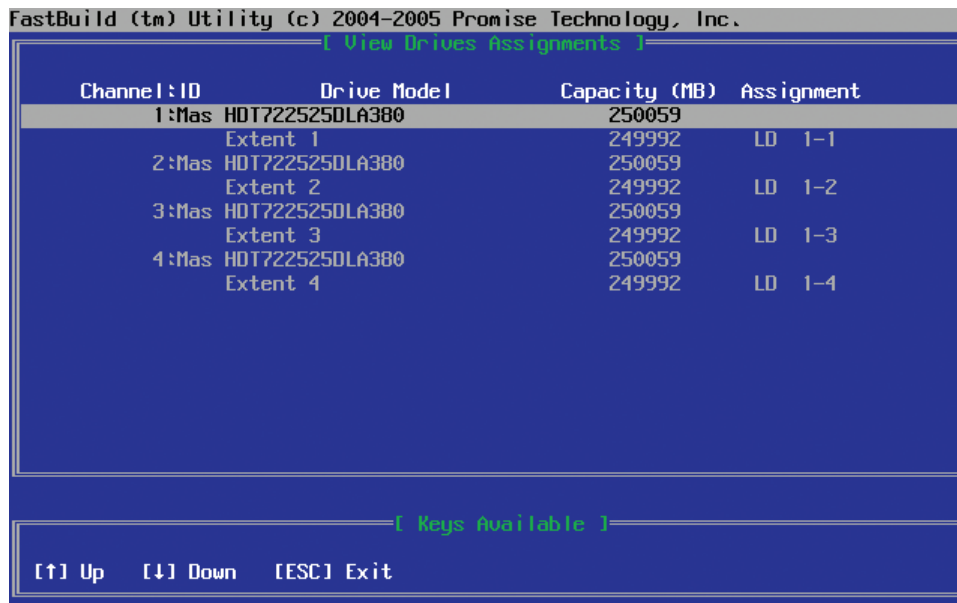 FastBuild (tm) Utility (c) 2004-2005 Promise Technology, Inc.
[ View Drives Assignments ]
Channel:ID Drive Model Capacity (MB) Assignment
1:Mas HDT722525DLA380 250059
Extent 1 249992 LD 1-1
2:Mas HDT722525DLA380 250059
Extent 2 249992 LD 1-2
3:Mas HDT722525DLA380 250059
Extent 3 249992 LD 1-3
4:Mas HDT722525DLA380 250059
Extent 4 249992 LD 1-4
[ Keys Available ]
[↑] Up [↓] Down [ESC] Exit